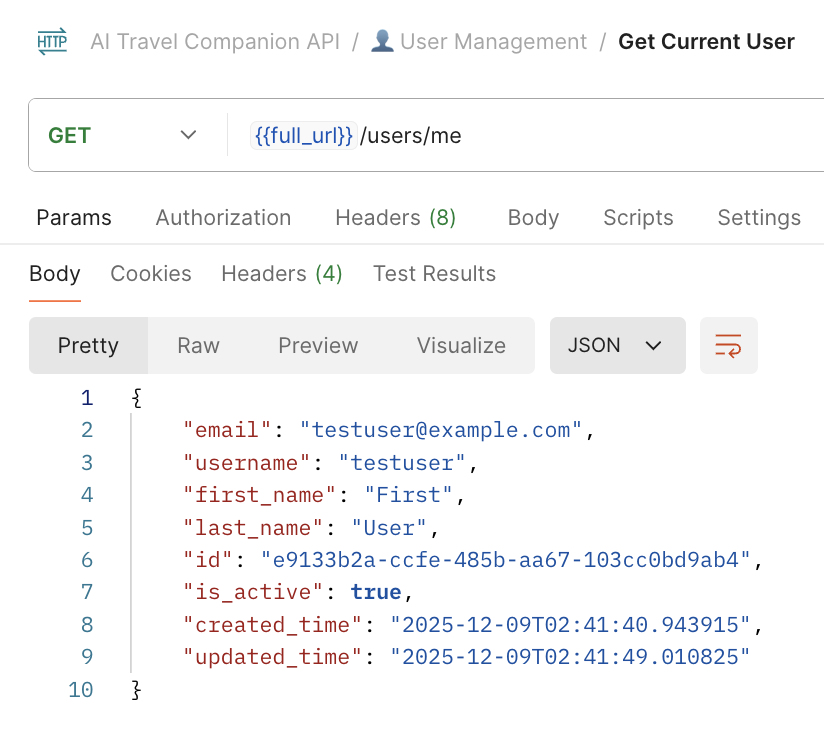 HTTP AI Travel Companion API / 👤 User Management / Get Current User
GET {{full_url}}/users/me
Params Authorization Headers (8) Body Scripts Settings
Body Cookies Headers (4) Test Results
Pretty Raw Preview Visualize JSON
1 {
2 "email": "testuser@example.com",
3 "username": "testuser",
4 "first_name": "First",
5 "last_name": "User",
6 "id": "e9133b2a-ccfe-485b-aa67-103cc0bd9ab4",
7 "is_active": true,
8 "created_time": "2025-12-09T02:41:40.943915",
9 "updated_time": "2025-12-09T02:41:49.010825"
10 }